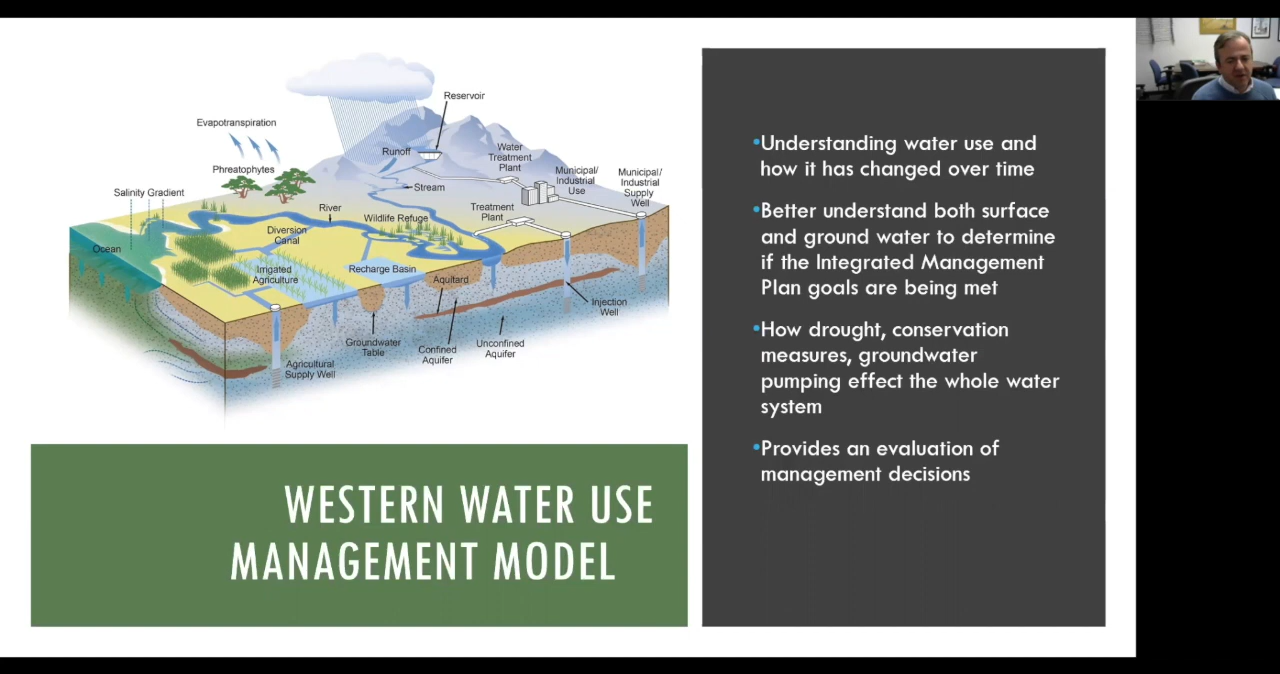 Reservoir
Evapotranspiration
Runoff
Water
Treatment
Plant
Phreatophytes
Municipal/
Industrial
Use
Municipal/
Industrial
Supply
Well
Salinity Gradient
Stream
River
Treatment
Plant
Wildlife Refuge
Diversion
Canal
Ocean
Irrigated
Agriculture
Recharge Basin
Aquitard
Injection
Well
Groundwater
Table
Confined
Aquifer
Unconfined
Aquifer
Agricultural
Supply Well
WESTERN WATER USE
MANAGEMENT MODEL
•Understanding water use and
how it has changed over time
•Better understand both surface
and ground water to determine
if the Integrated Management
Plan goals are being met
•How drought, conservation
measures, groundwater
pumping effect the whole water
system
•Provides an evaluation of
management decisions